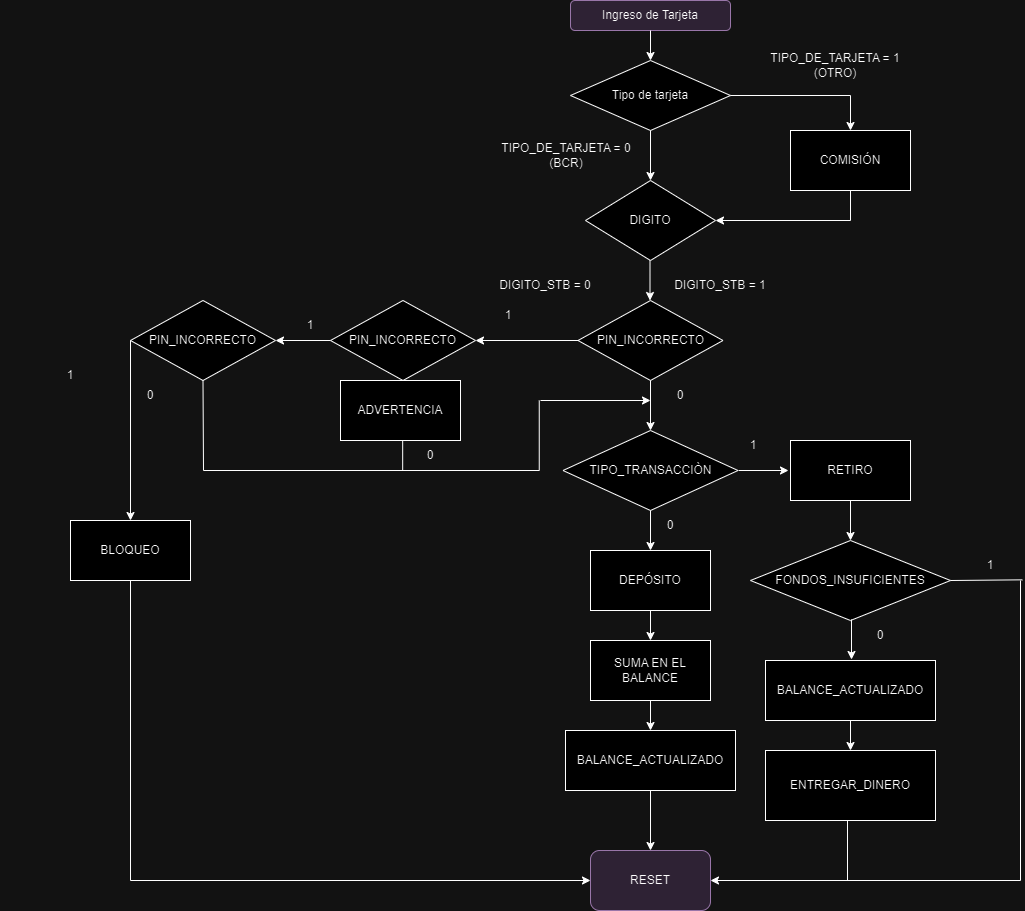 Ingreso de Tarjeta
TIPO_DE_TARJETA = 1
(OTRO)
Tipo de tarjeta
TIPO_DE_TARJETA = 0
(BCR)
COMISIÓN
DIGITO
DIGITO_STB = 0
DIGITO_STB = 1
1
1
PIN_INCORRECTO
PIN_INCORRECTO
PIN_INCORRECTO
1
0
0
ADVERTENCIA
0
1
TIPO_TRANSACCIÓN
RETIRO
0
BLOQUEO
DEPÓSITO
FONDOS_INSUFICIENTES
1
0
SUMA EN EL
BALANCE
BALANCE_ACTUALIZADO
BALANCE_ACTUALIZADO
ENTREGAR_DINERO
RESET